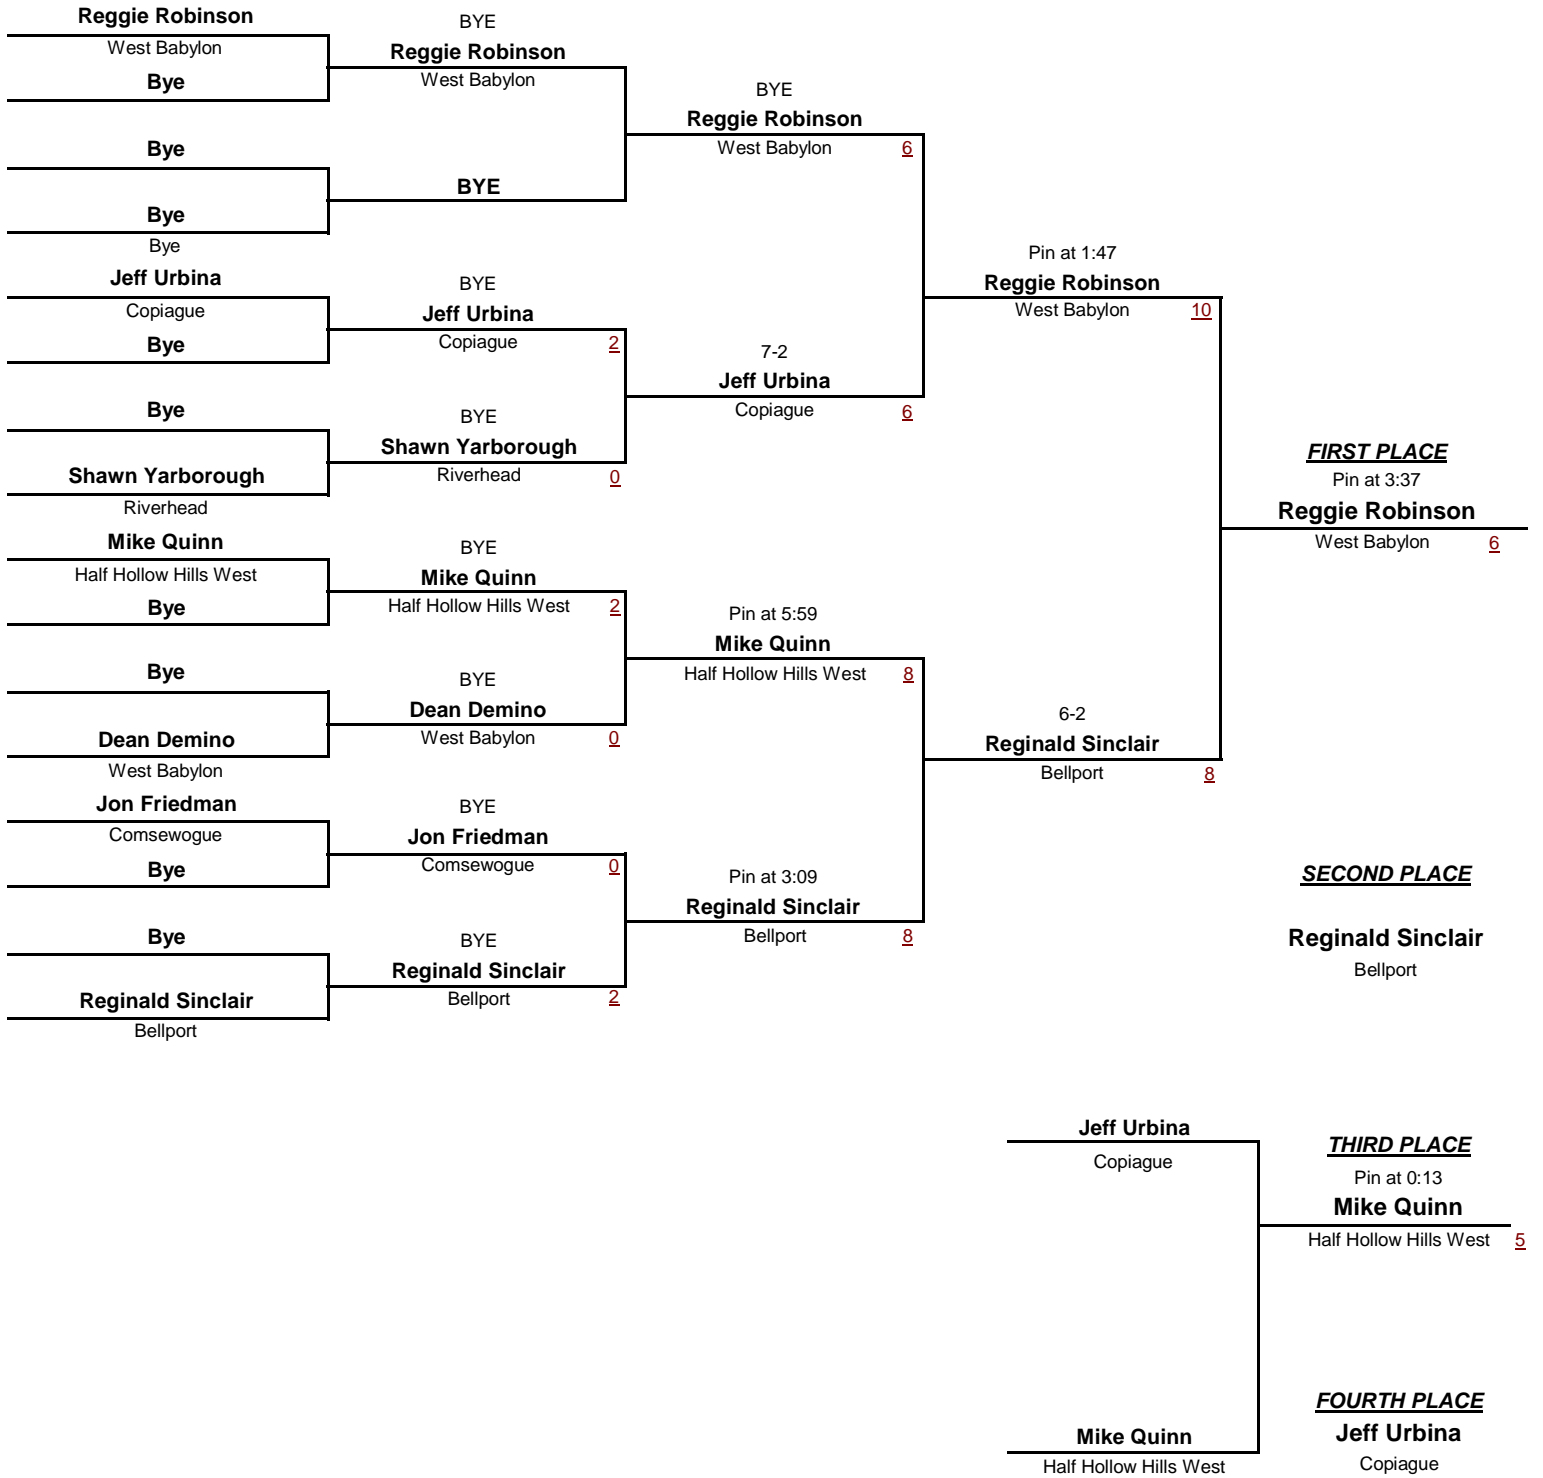 Reggie Robinson
West Babylon
Bye
Bye
Bye
Bye
Jeff Urbina
Copiague
Bye
Bye
Shawn Yarborough
Riverhead
Mike Quinn
Half Hollow Hills West
Bye
Bye
Dean Demino
West Babylon
Jon Friedman
Comsewogue
Bye
Bye
Reginald Sinclair
Bellport
BYE
Reggie Robinson
West Babylon
BYE
BYE
Jeff Urbina
Copiague 2
BYE
Shawn Yarborough
Riverhead 0
BYE
Mike Quinn
Half Hollow Hills West 2
BYE
Dean Demino
West Babylon 0
BYE
Jon Friedman
Comsewogue 0
BYE
Reginald Sinclair
Bellport 2
BYE
Reggie Robinson
West Babylon 6
7-2
Jeff Urbina
Copiague 6
Pin at 5:59
Mike Quinn
Half Hollow Hills West 8
Pin at 3:09
Reginald Sinclair
Bellport 8
Pin at 1:47
Reggie Robinson
West Babylon 10
6-2
Reginald Sinclair
Bellport 8
FIRST PLACE
Pin at 3:37
Reggie Robinson
West Babylon 6
SECOND PLACE
Reginald Sinclair
Bellport
Jeff Urbina
Copiague
Mike Quinn
Half Hollow Hills West
THIRD PLACE
Pin at 0:13
Mike Quinn
Half Hollow Hills West 5
FOURTH PLACE
Jeff Urbina
Copiague